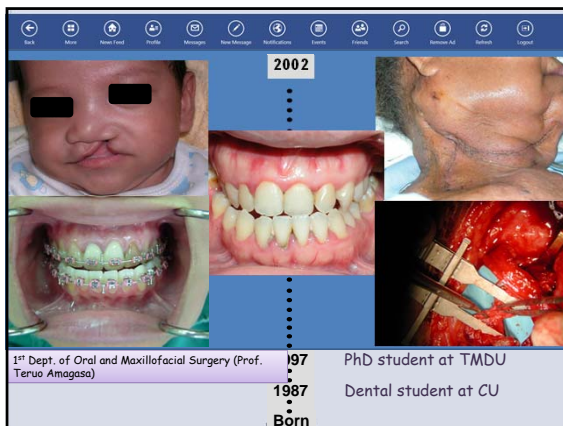 Back More News Feed Profile Messages New Message Notifications Events Friends Search Remove Ad Refresh Logout
2002
1st Dept. of Oral and Maxillofacial Surgery (Prof.
Teruo Amagasa)
97 PhD student at TMDU
1987 Dental student at CU
Born